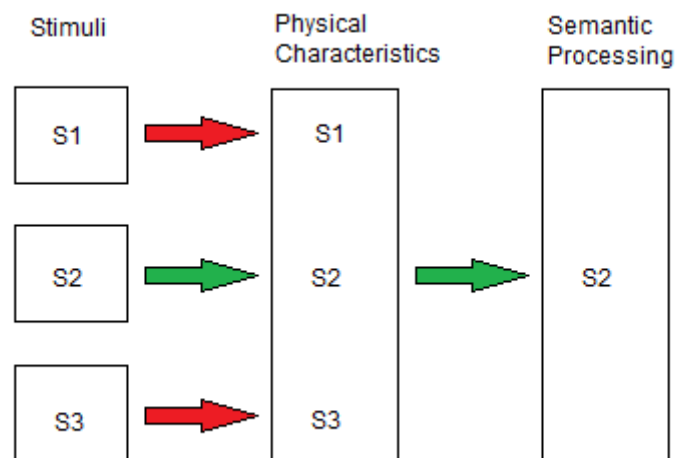 Stimuli
Physical
Characteristics
Semantic
Processing
S1
S1
S2
S2
S2
S3
S3